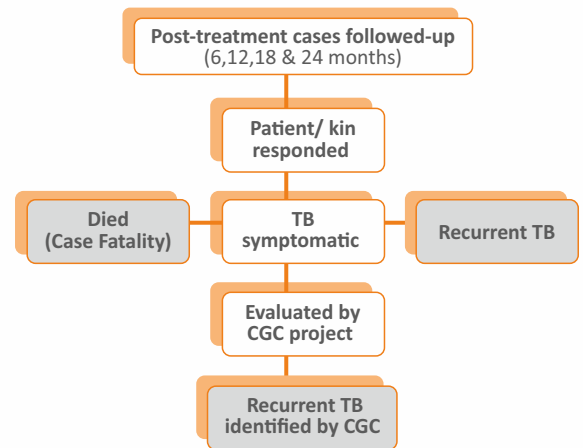 Post-treatment cases followed-up
(6,12,18 & 24 months)
Patient/ kin
responded
Died
(Case Fatality)
TB
symptomatic
Recurrent TB
Evaluated by
CGC project
Recurrent TB
identified by CGC